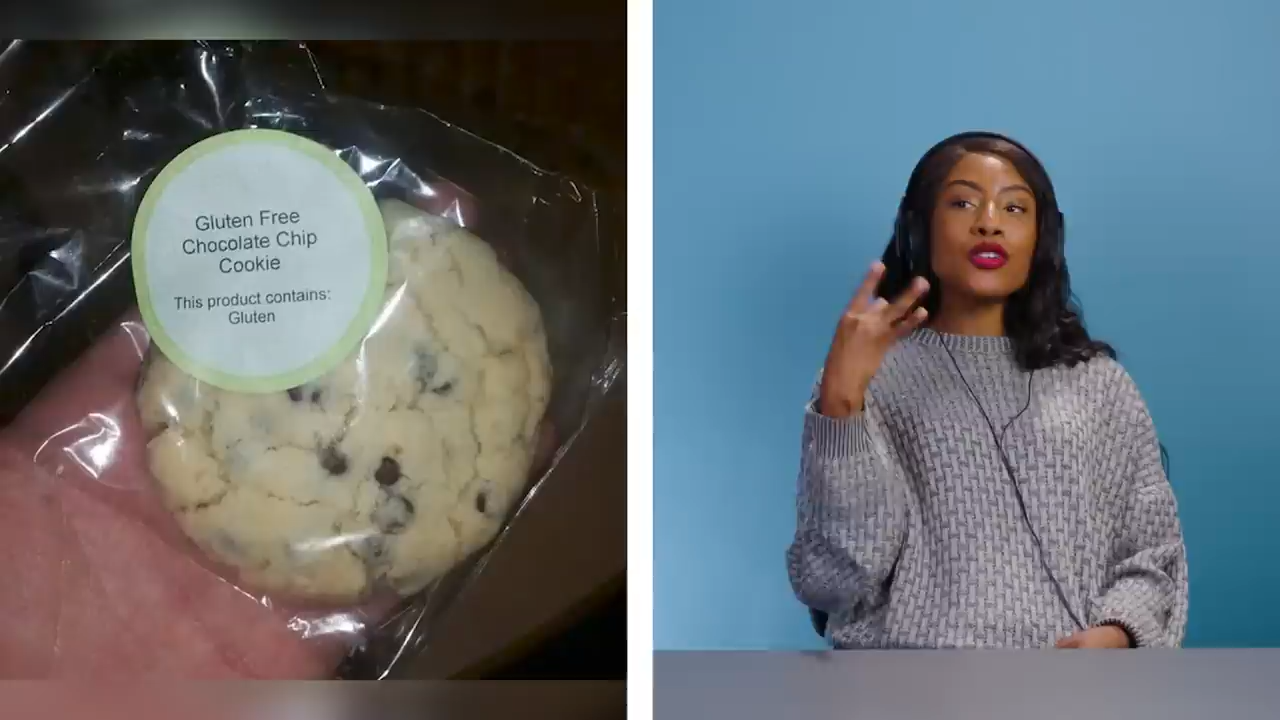 Gluten Free
Chocolate Chip
Cookie
This product contains:
Gluten